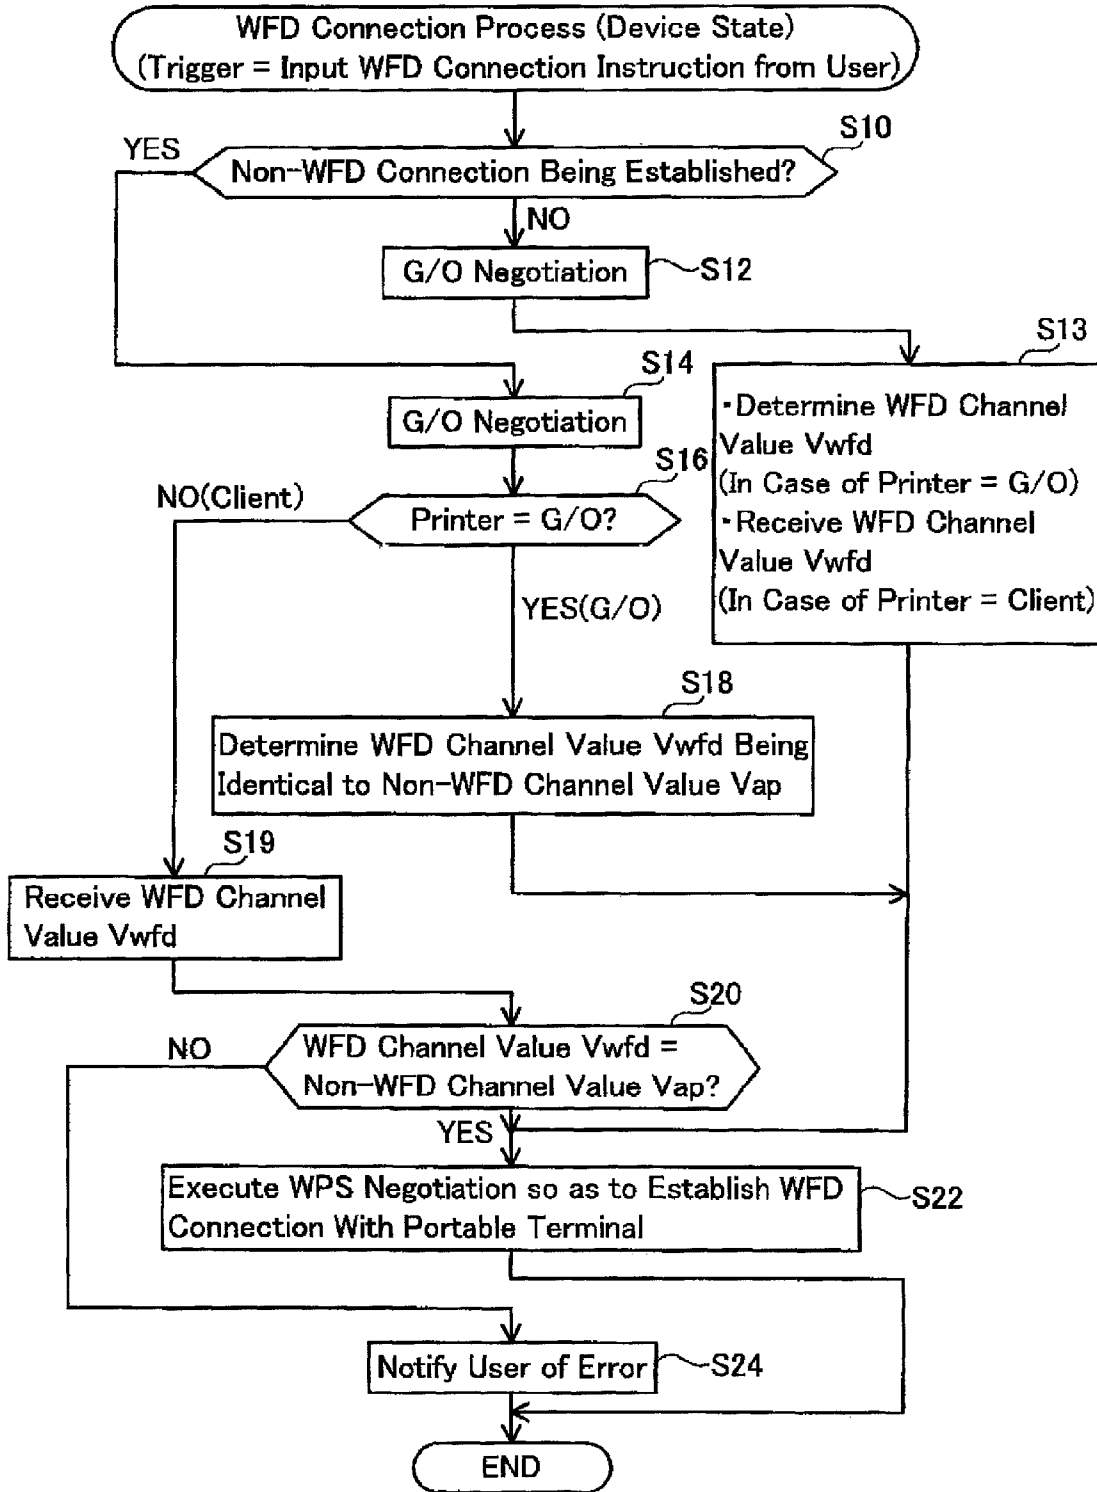 WFD Connection Process (Device State)
(Trigger = Input WFD Connection Instruction from User)
S10
YES
Non-WFD Connection Being Established?
NO
G/O Negotiation
S12
S13
・Determine WFD Channel
Value Vwfd
(In Case of Printer = G/O)
・Receive WFD Channel
Value Vwfd
(In Case of Printer = Client)
S14
G/O Negotiation
S16
NO(Client)
Printer = G/O?
YES(G/O)
S18
Determine WFD Channel Value Vwfd Being
Identical to Non-WFD Channel Value Vap
S19
Receive WFD Channel
Value Vwfd
S20
NO
WFD Channel Value Vwfd =
Non-WFD Channel Value Vap?
YES
Execute WPS Negotiation so as to Establish WFD
Connection With Portable Terminal
S22
Notify User of Error
S24
END